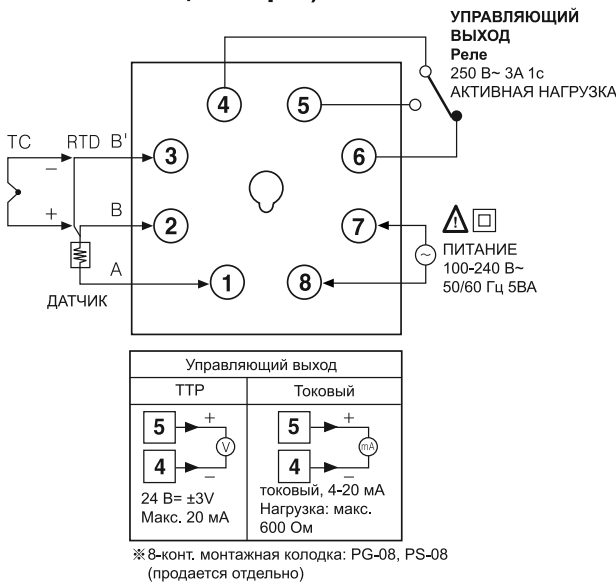 УПРАВЛЯЮЩИЙ
ВЫХОД
Реле
250 В~ 3А 1с
АКТИВНАЯ НАГРУЗКА
4
5
TC
RTD
B'
3
6
−
+
B
2
7
A
1
8
ДАТЧИК
ПИТАНИЕ
100-240 В~
50/60 Гц 5ВА
Управляющий выход
ТТР
Токовый
5
+
V
4
−
24 В= ±3V
Макс. 20 мА
5
+
mA
4
−
токовый, 4-20 мА
Нагрузка: макс.
600 Ом
※8-конт. монтажная колодка: PG-08, PS-08
(продается отдельно)